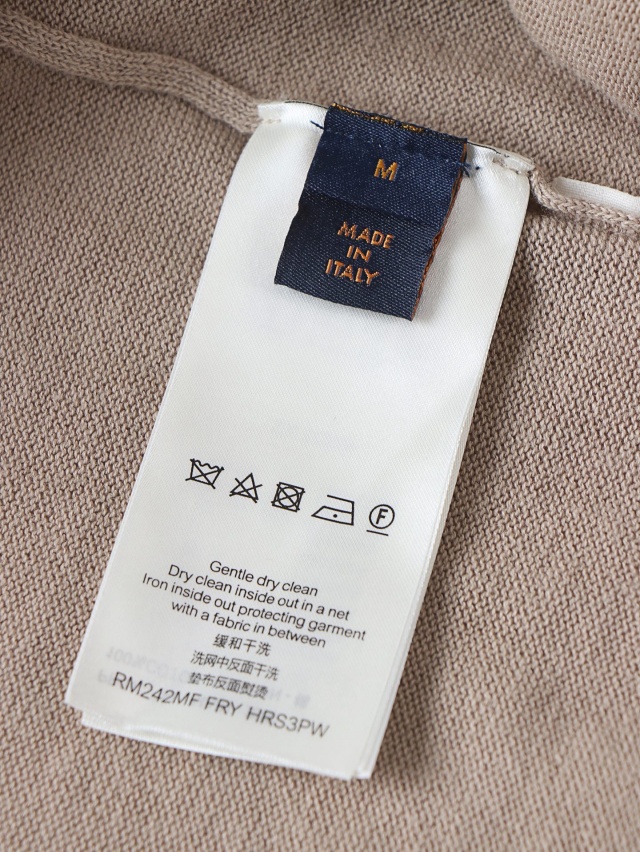 M
MADE
IN
ITALY
F
Gentle dry clean
Dry clean inside out in a net
Iron inside out protecting garment
with a fabric in between
缓和干洗
洗网中反面干洗
垫布反面熨烫
RM242MF FRY HRS3PW